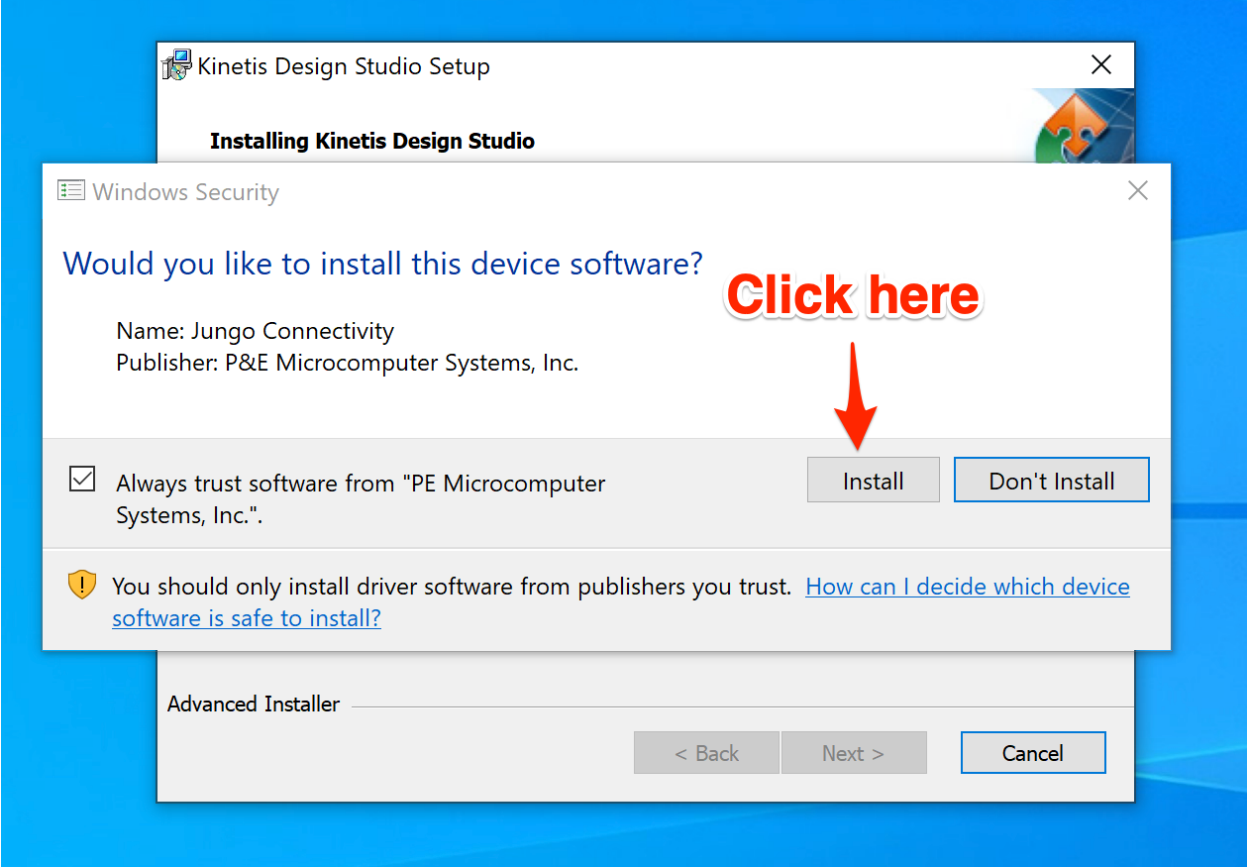 Kinetis Design Studio Setup
Installing Kinetis Design Studio
Windows Security
Would you like to install this device software?
Click here
Name: Jungo Connectivity
Publisher: P&E Microcomputer Systems, Inc.
Always trust software from "PE Microcomputer
Systems, Inc.".
Install
Don't Install
You should only install driver software from publishers you trust. How can I decide which device
software is safe to install?
Advanced Installer
< Back
Next >
Cancel